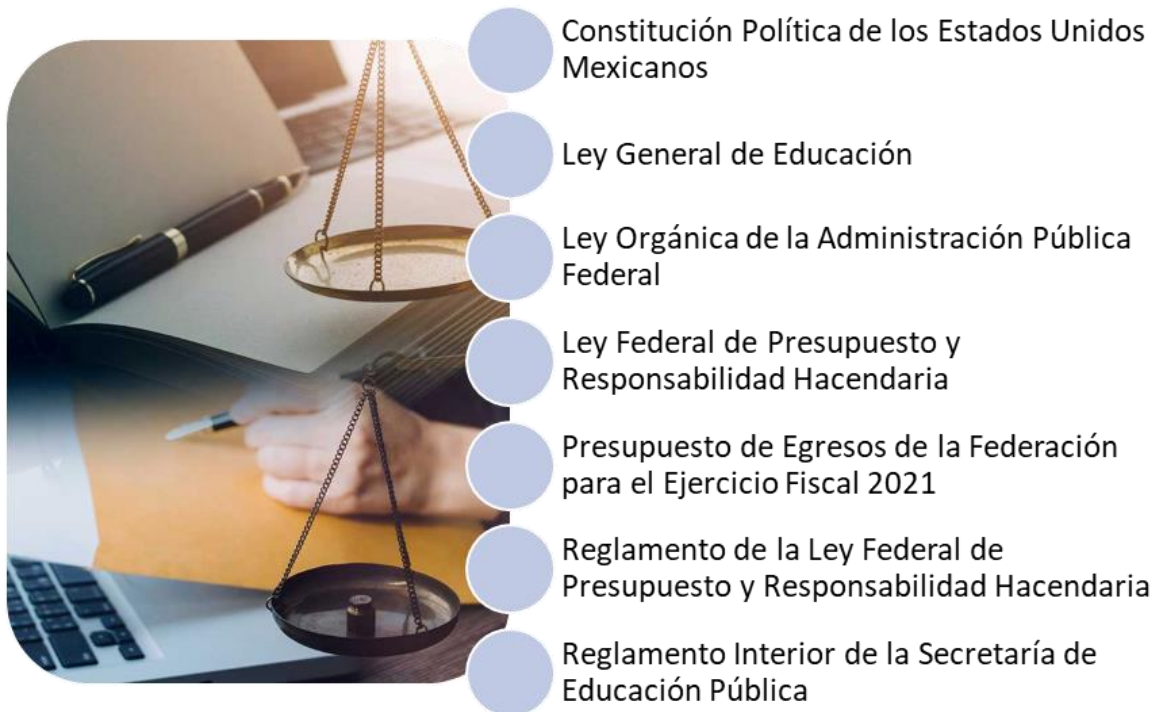 Constitución Política de los Estados Unidos
Mexicanos
Ley General de Educación
Ley Orgánica de la Administración Pública
Federal
Ley Federal de Presupuesto y
Responsabilidad Hacendaria
Presupuesto de Egresos de la Federación
para el Ejercicio Fiscal 2021
Reglamento de la Ley Federal de
Presupuesto y Responsabilidad Hacendaria
Reglamento Interior de la Secretaría de
Educación Pública